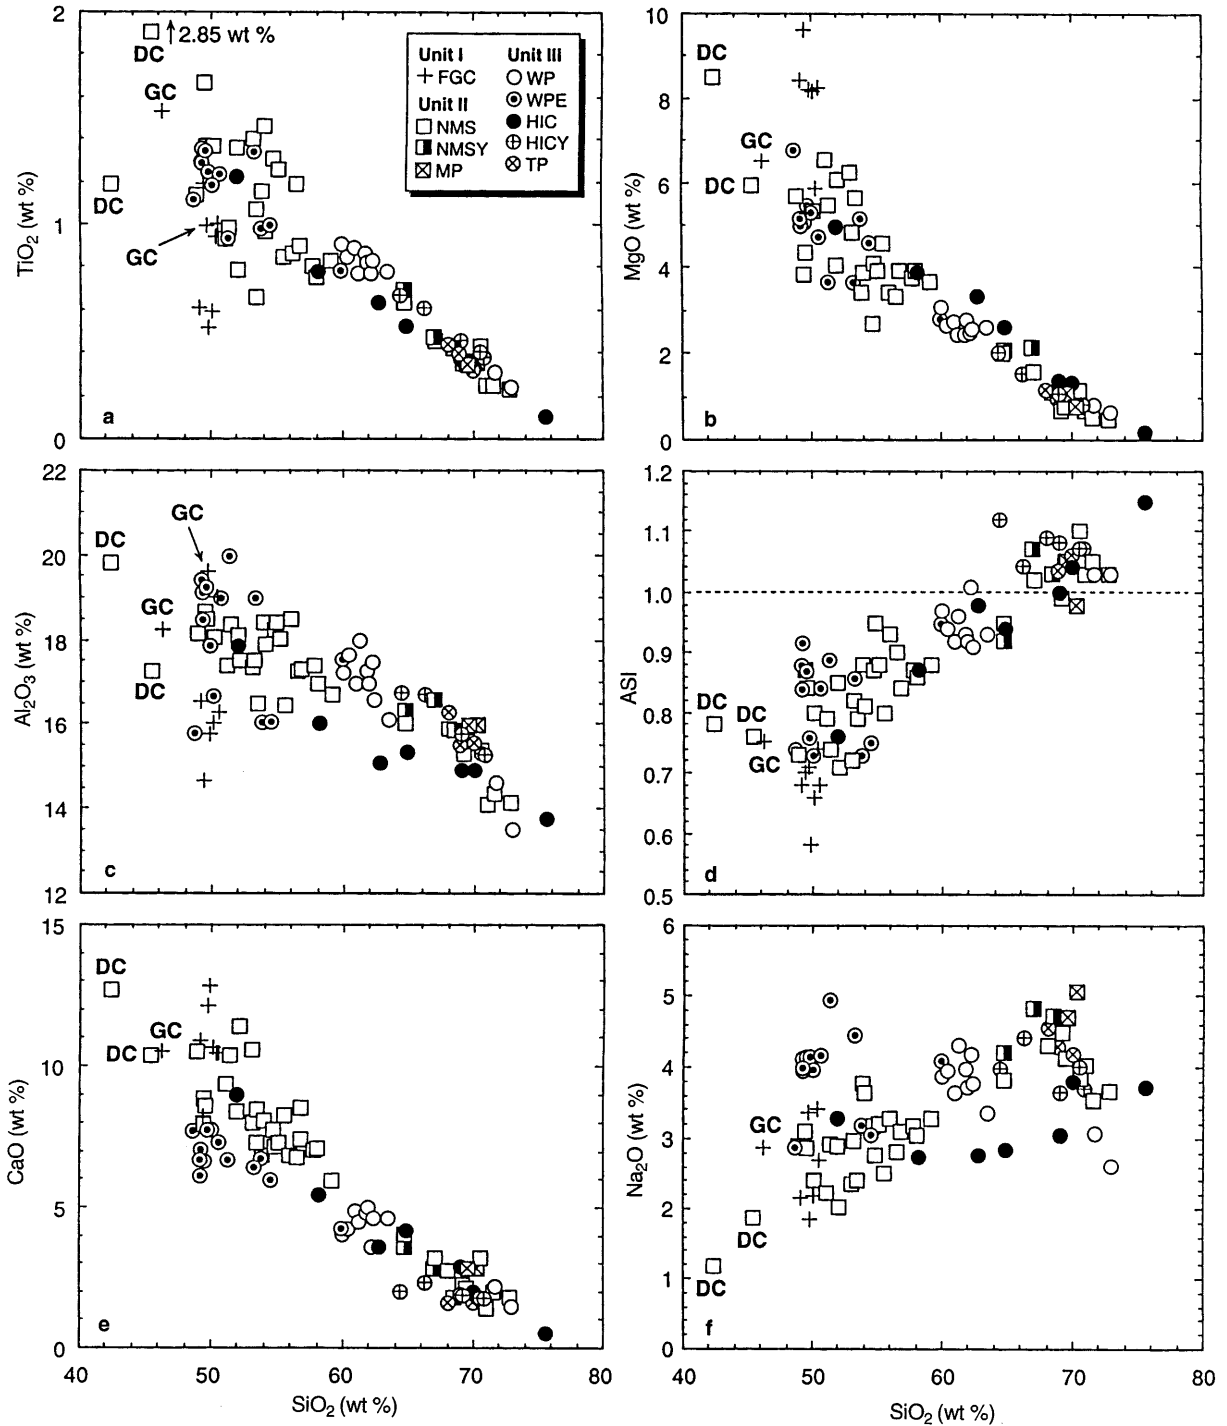 2
1
0
TiO2 (wt %)
DC
2.85 wt %
GC
DC
GC
a
Unit I
FGC
Unit II
NMS
NMSY
MP
Unit III
WP
WPE
HIC
HICY
TP
10
8
6
4
2
0
MgO (wt %)
DC
GC
DC
b
22
20
18
16
14
12
Al2O3 (wt %)
GC
DC
GC
DC
c
1.2
1.1
1.0
0.9
0.8
0.7
0.6
0.5
ASI
DC
DC
GC
d
15
10
5
0
CaO (wt %)
DC
GC
DC
e
40 50 60 70 80
SiO2 (wt %)
6
5
4
3
2
1
0
Na2O (wt %)
GC
DC
DC
f
40 50 60 70 80
SiO2 (wt %)